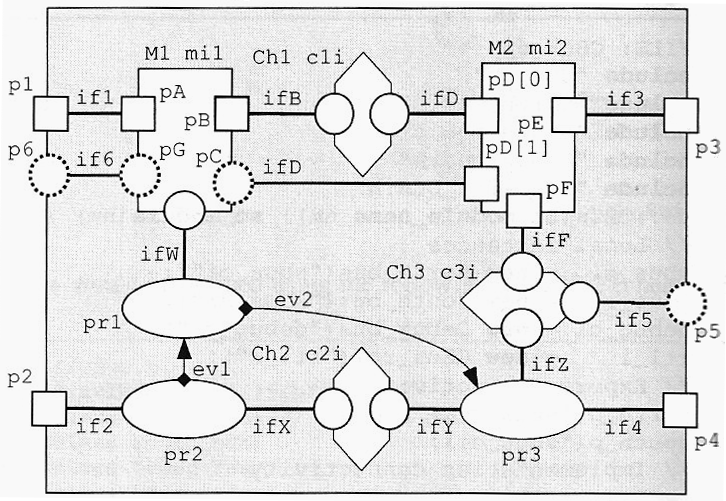 M1 mi1
Ch1 c1i
M2 mi2
p1
if1
pA
ifB
ifD
pD[0]
if3
pB
pE
p3
p6
if6
pG
pC
ifD
pD[1]
pF
ifW
ifF
Ch3 c3i
pr1
ev2
if5
p5
ev1
Ch2 c2i
ifZ
p2
if2
ifX
ifY
if4
p4
pr2
pr3